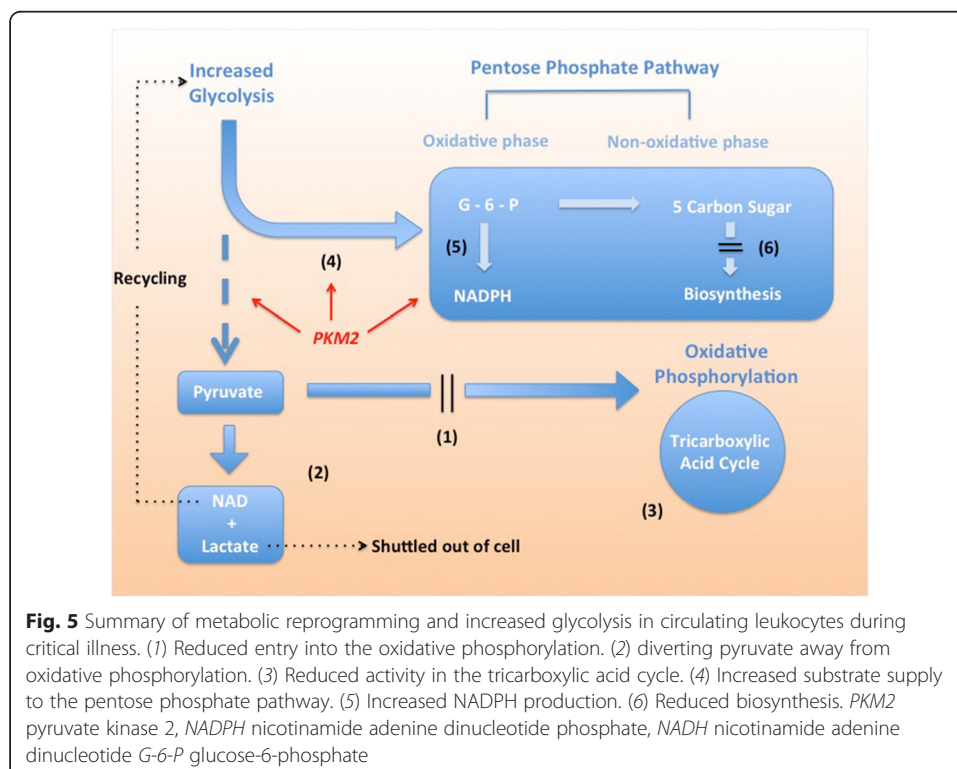 Increased
Glycolysis
Pentose Phosphate Pathway
Oxidative phase
Non-oxidative phase
G - 6 - P
5 Carbon Sugar
(5)
(6)
NADPH
Biosynthesis
(4)
Recycling
PKM2
Oxidative
Phosphorylation
Pyruvate
(1)
Tricarboxylic
Acid Cycle
(2)
(3)
NAD
+
Lactate
Shuttled out of cell
Fig. 5 Summary of metabolic reprogramming and increased glycolysis in circulating leukocytes during
critical illness. (1) Reduced entry into the oxidative phosphorylation. (2) diverting pyruvate away from
oxidative phosphorylation. (3) Reduced activity in the tricarboxylic acid cycle. (4) Increased substrate supply
to the pentose phosphate pathway. (5) Increased NADPH production. (6) Reduced biosynthesis. PKM2
pyruvate kinase 2, NADPH nicotinamide adenine dinucleotide phosphate, NADH nicotinamide adenine
dinucleotide G-6-P glucose-6-phosphate